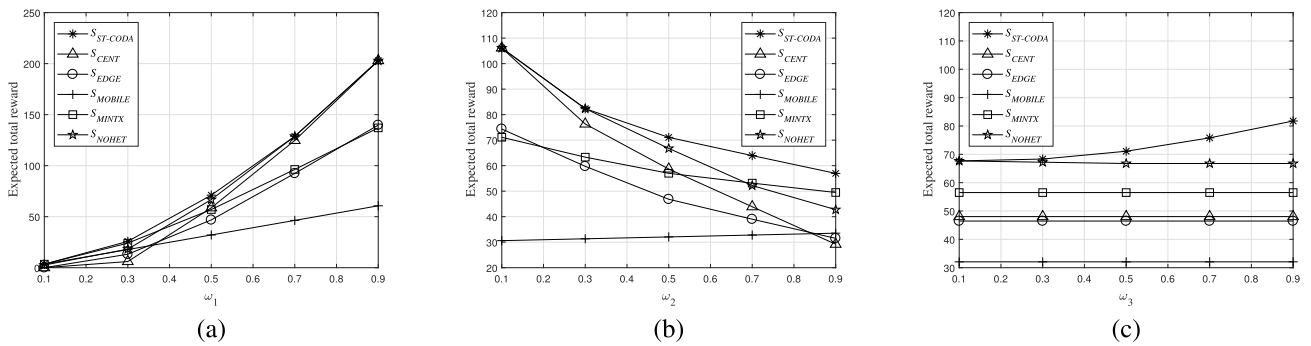 250
200
150
100
50
0
Expected total reward
S_ST-CODA
S_CENT
S_EDGE
S_MOBILE
S_MINTX
S_NOHET
0.1 0.2 0.3 0.4 0.5 0.6 0.7 0.8 0.9
ω₁
(a)
120
110
100
90
80
70
60
50
40
30
20
Expected total reward
S_ST-CODA
S_CENT
S_EDGE
S_MOBILE
S_MINTX
S_NOHET
0.1 0.2 0.3 0.4 0.5 0.6 0.7 0.8 0.9
ω₂
(b)
120
110
100
90
80
70
60
50
40
30
Expected total reward
S_ST-CODA
S_CENT
S_EDGE
S_MOBILE
S_MINTX
S_NOHET
0.1 0.2 0.3 0.4 0.5 0.6 0.7 0.8 0.9
ω₃
(c)